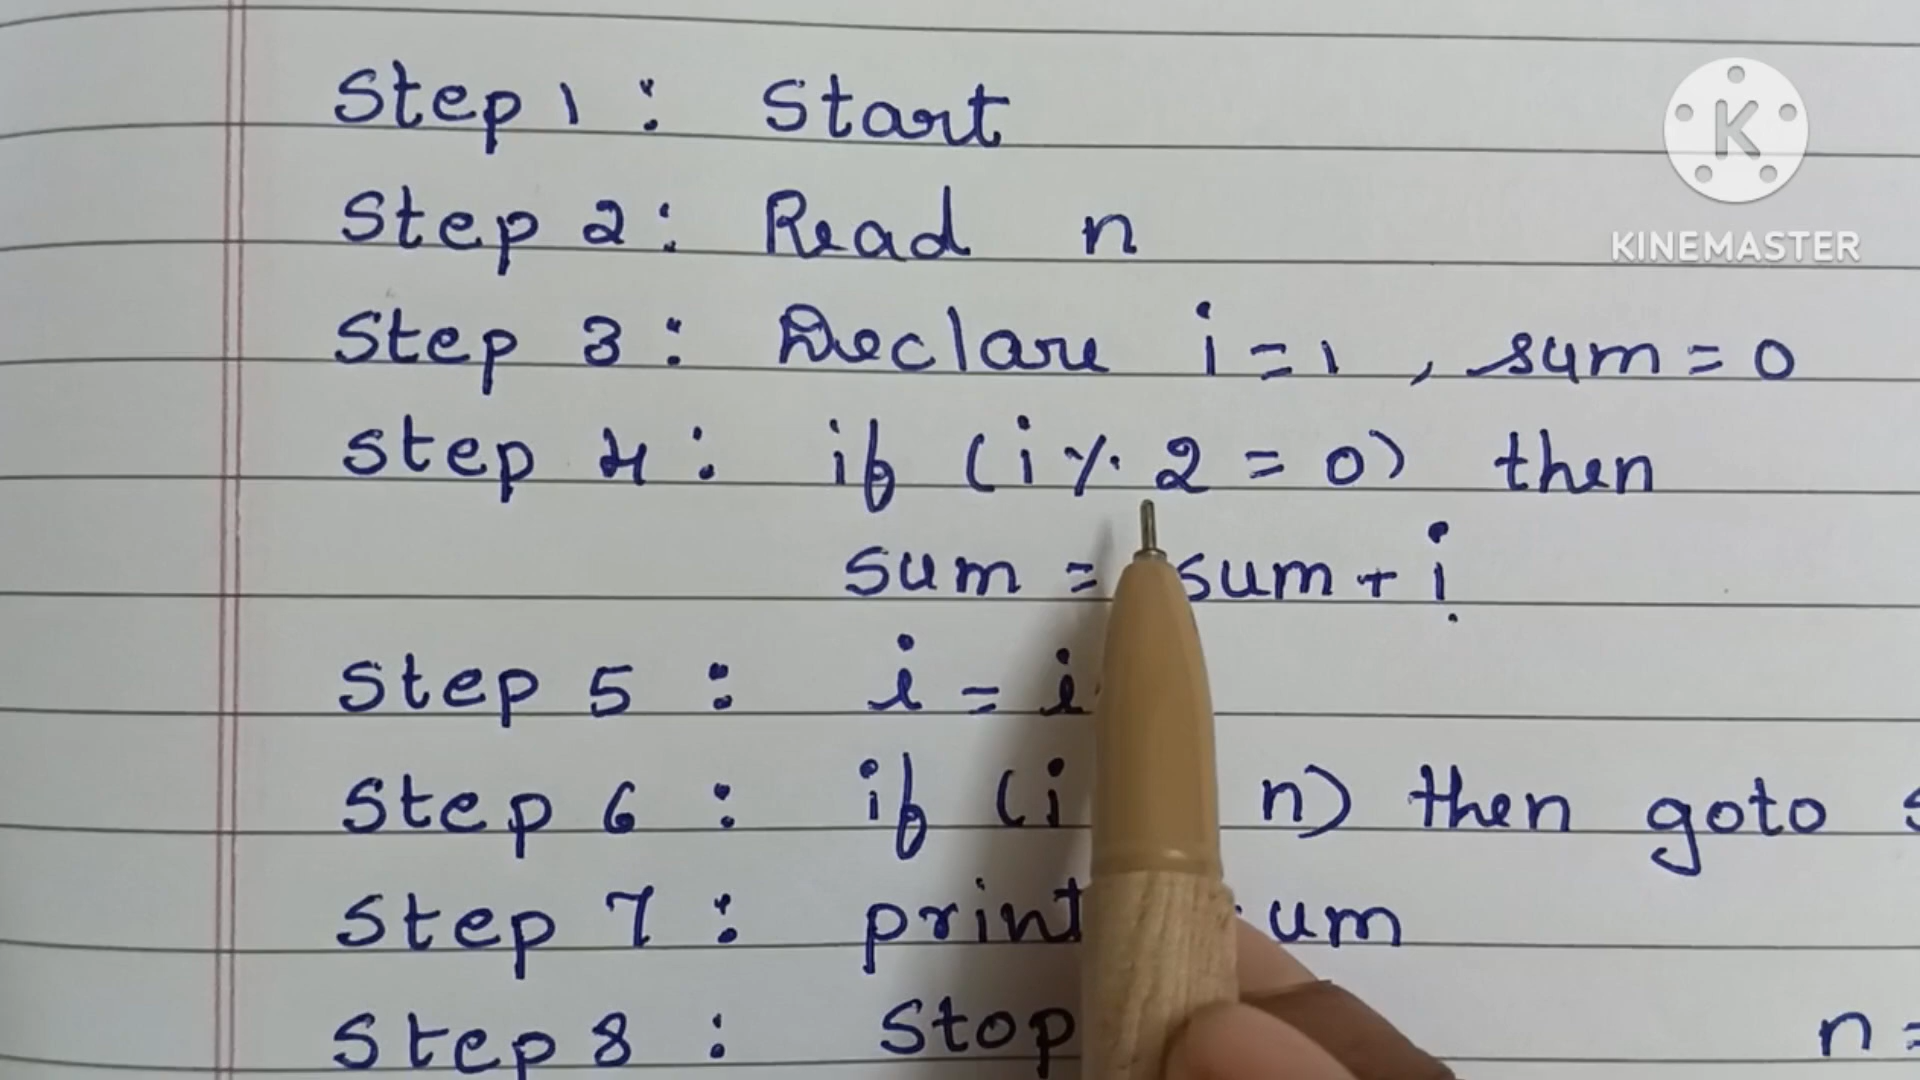 Step 1 : Start
KINEMASTER
Step 2 : Read n
Step 3 : Declare i = 1 , sum = 0
Step 4 : if (i % 2 = 0) then
sum = sum + i
Step 5 : i = i
Step 6 : if (i n) then goto
Step 7 : print sum
Step 8 : Stop n =